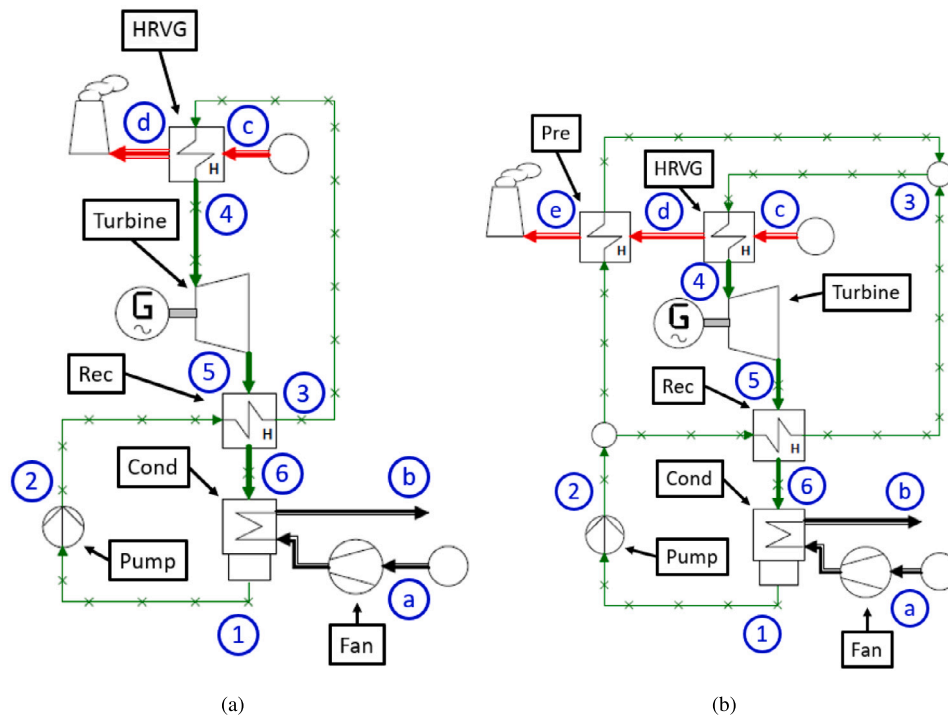 HRVG
d
c
H
4
Turbine
G
~
5
Rec
3
H
Cond
6
b
2
Pump
a
1
Fan
(a)
Pre
HRVG
3
e
d
c
H
H
4
Turbine
G
~
5
Rec
H
Cond
6
b
2
Pump
a
1
Fan
(b)